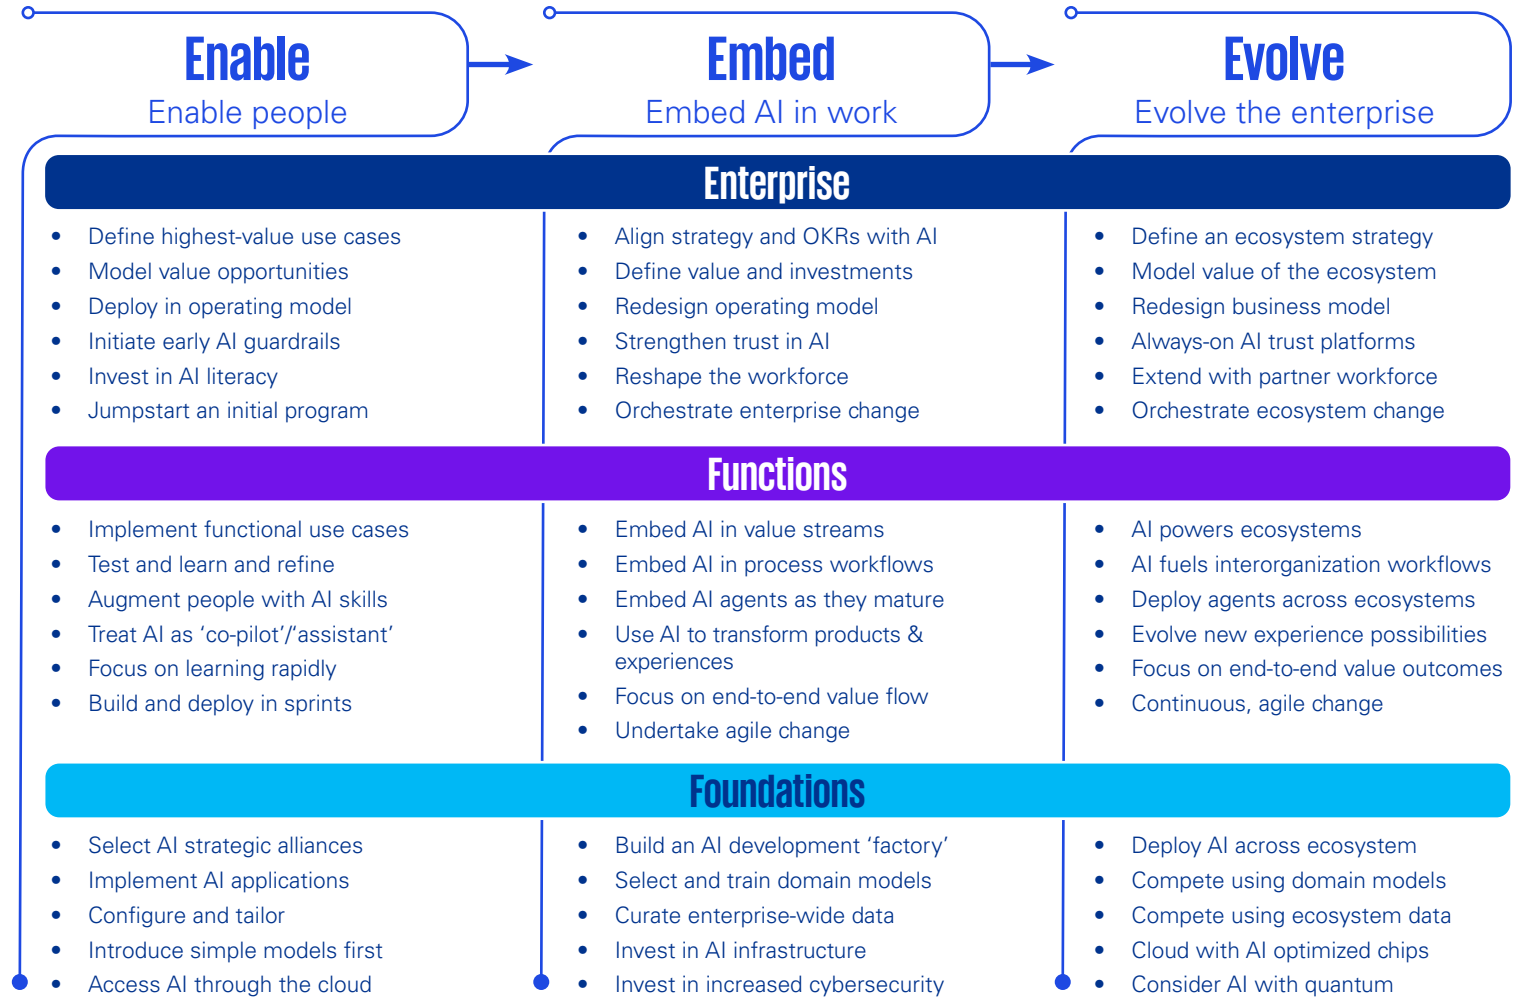 Enable
Enable people
Embed
Embed AI in work
Evolve
Evolve the enterprise
Enterprise
• Define highest-value use cases
• Model value opportunities
• Deploy in operating model
• Initiate early AI guardrails
• Invest in AI literacy
• Jumpstart an initial program
• Align strategy and OKRs with AI
• Define value and investments
• Redesign operating model
• Strengthen trust in AI
• Reshape the workforce
• Orchestrate enterprise change
• Define an ecosystem strategy
• Model value of the ecosystem
• Redesign business model
• Always-on AI trust platforms
• Extend with partner workforce
• Orchestrate ecosystem change
Functions
• Implement functional use cases
• Test and learn and refine
• Augment people with AI skills
• Treat AI as ‘co-pilot’/‘assistant’
• Focus on learning rapidly
• Build and deploy in sprints
• Embed AI in value streams
• Embed AI in process workflows
• Embed AI agents as they mature
• Use AI to transform products &
experiences
• Focus on end-to-end value flow
• Undertake agile change
• AI powers ecosystems
• AI fuels interorganization workflows
• Deploy agents across ecosystems
• Evolve new experience possibilities
• Focus on end-to-end value outcomes
• Continuous, agile change
Foundations
• Select AI strategic alliances
• Implement AI applications
• Configure and tailor
• Introduce simple models first
• Access AI through the cloud
• Build an AI development ‘factory’
• Select and train domain models
• Curate enterprise-wide data
• Invest in AI infrastructure
• Invest in increased cybersecurity
• Deploy AI across ecosystem
• Compete using domain models
• Compete using ecosystem data
• Cloud with AI optimized chips
• Consider AI with quantum